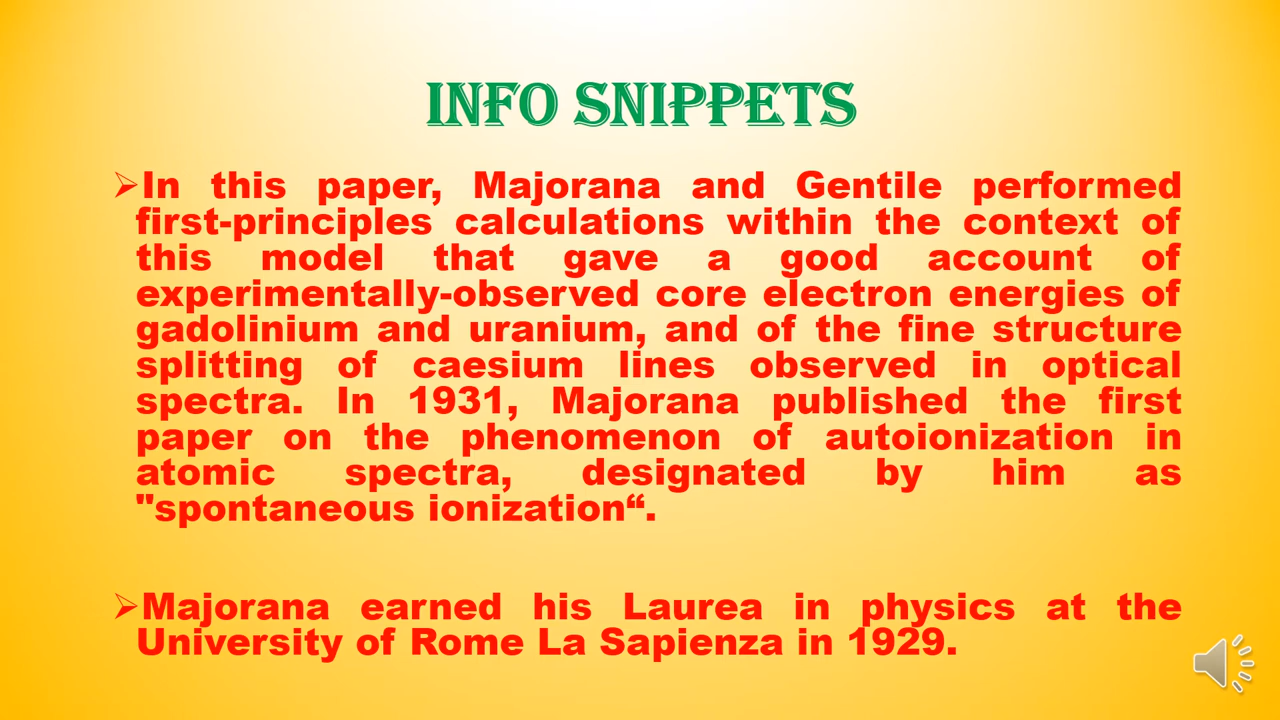 INFO SNIPPETS
➢In this paper, Majorana and Gentile performed
first-principles calculations within the context of
this model that gave a good account of
experimentally-observed core electron energies of
gadolinium and uranium, and of the fine structure
splitting of caesium lines observed in optical
spectra. In 1931, Majorana published the first
paper on the phenomenon of autoionization in
atomic spectra, designated by him as
"spontaneous ionization“.
➢Majorana earned his Laurea in physics at the
University of Rome La Sapienza in 1929.